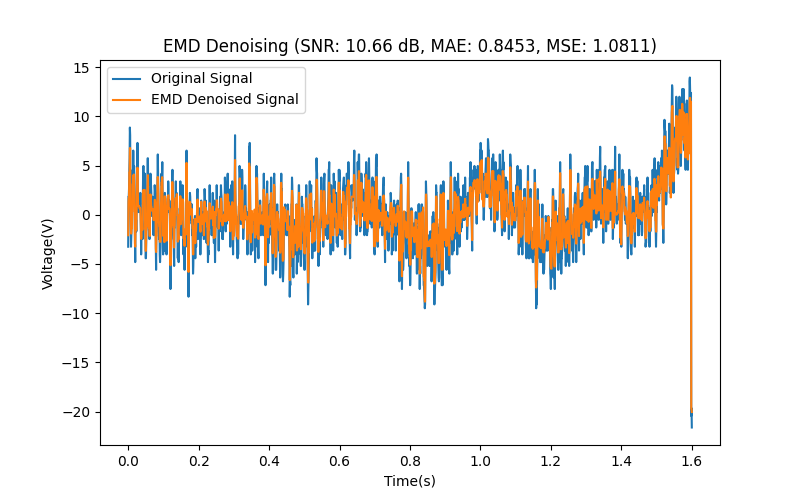 EMD Denoising (SNR: 10.66 dB, MAE: 0.8453, MSE: 1.0811)
Original Signal
EMD Denoised Signal
15
10
5
0
−5
−10
−15
−20
Voltage(V)
0.0 0.2 0.4 0.6 0.8 1.0 1.2 1.4 1.6
Time(s)